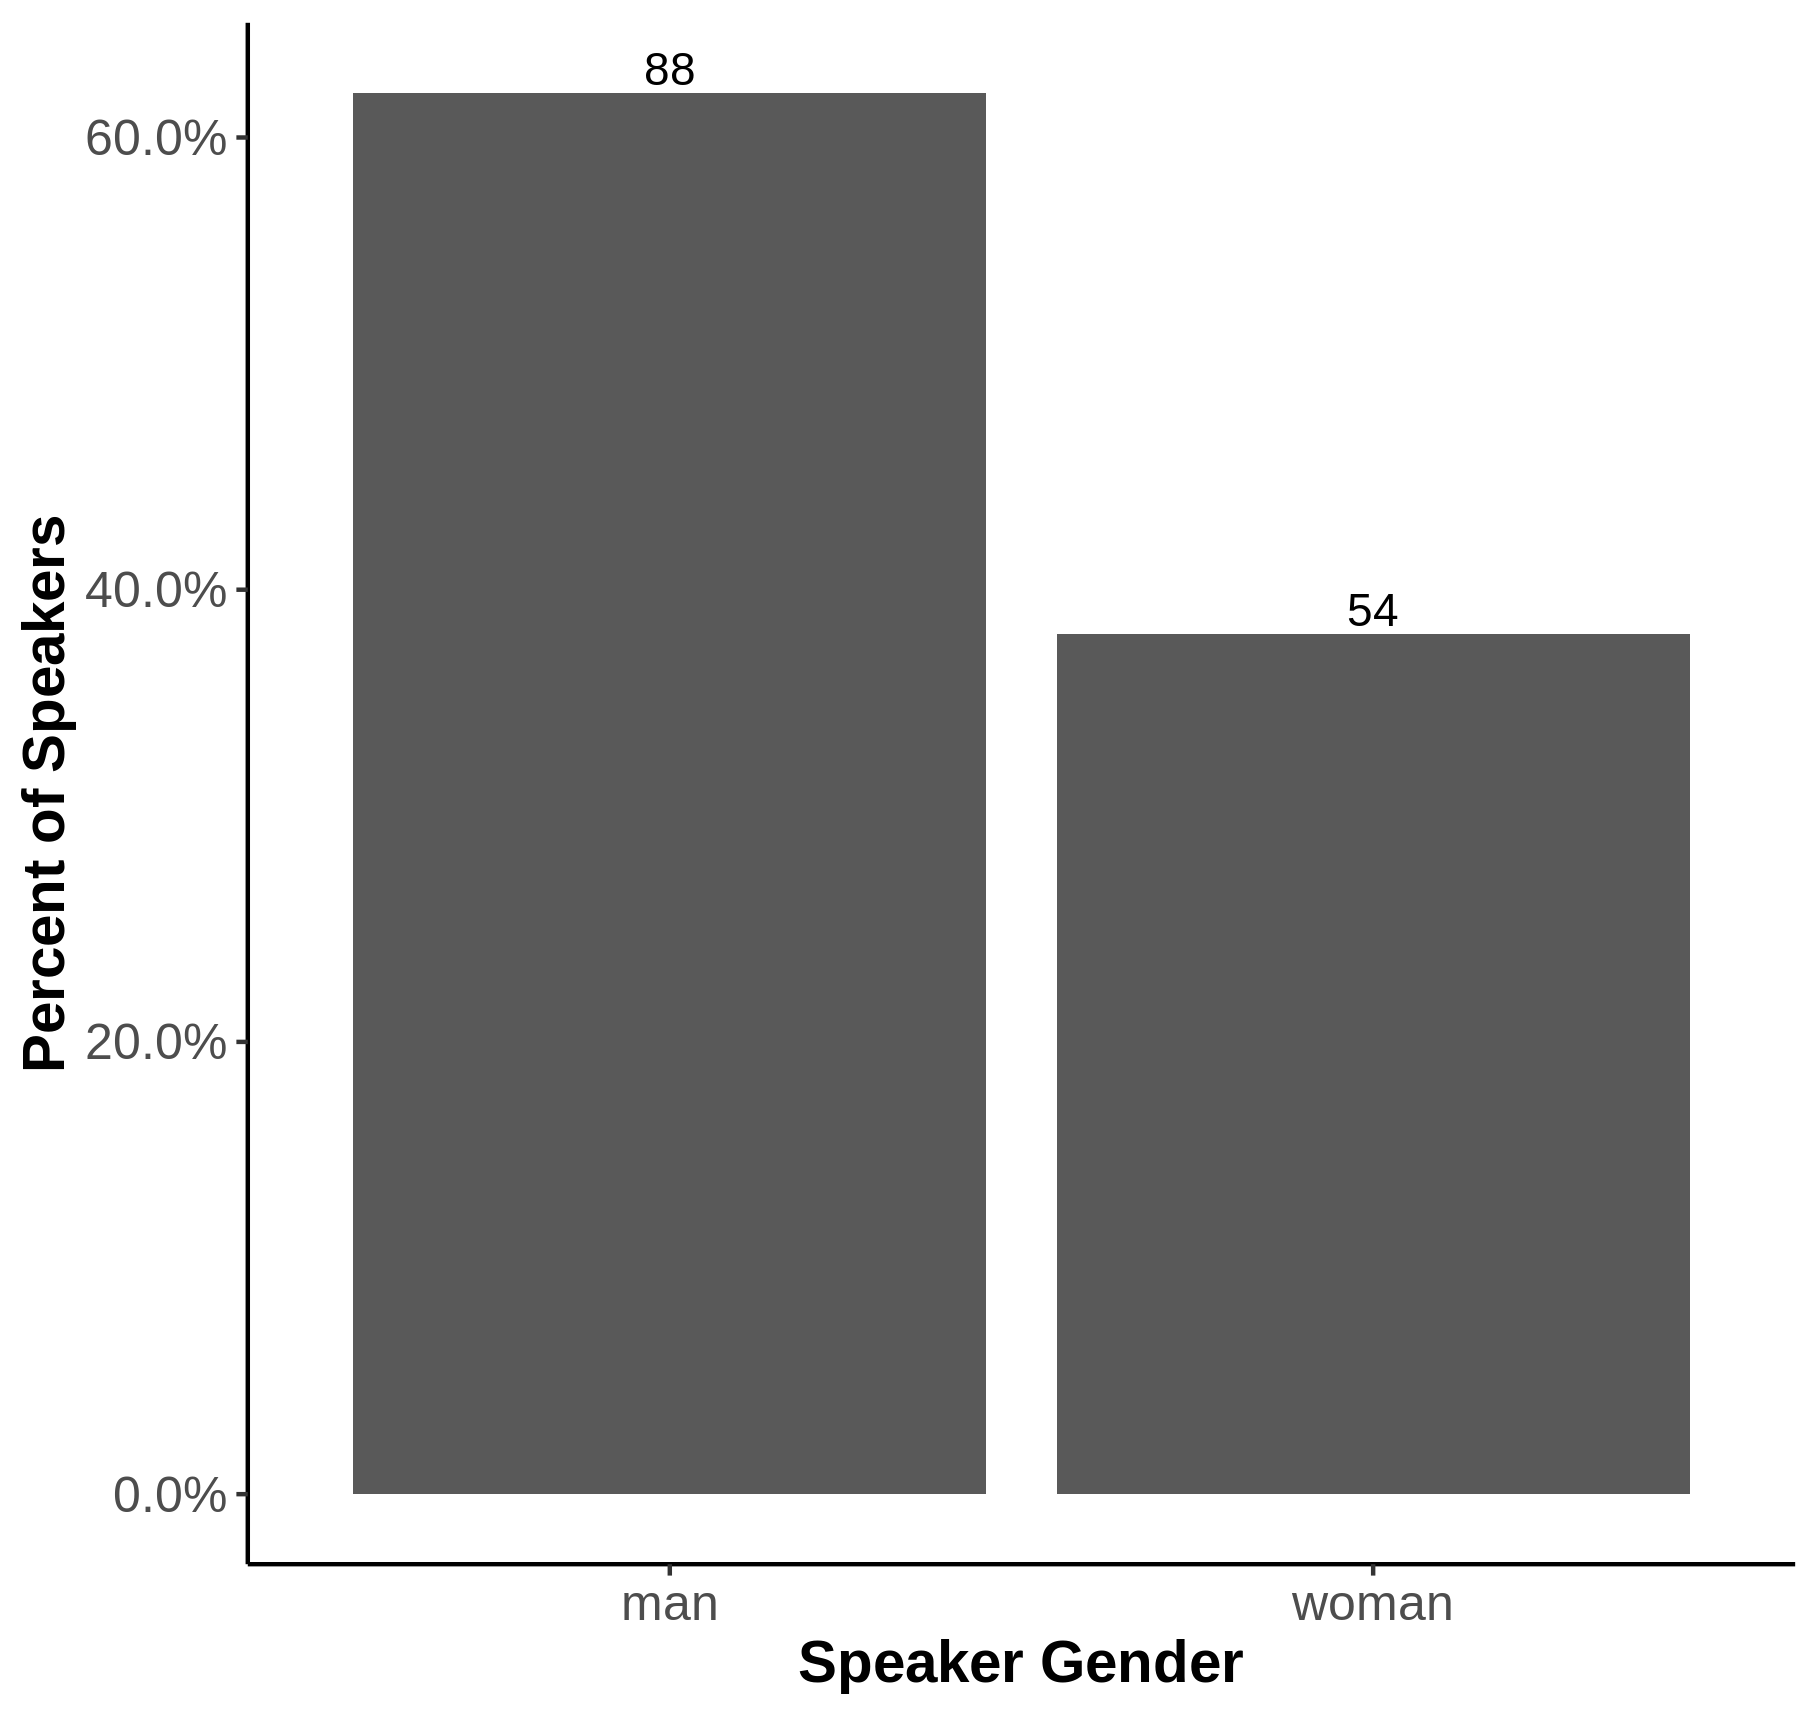 88
60.0%
40.0%
54
20.0%
0.0%
Percent of Speakers
man
woman
Speaker Gender